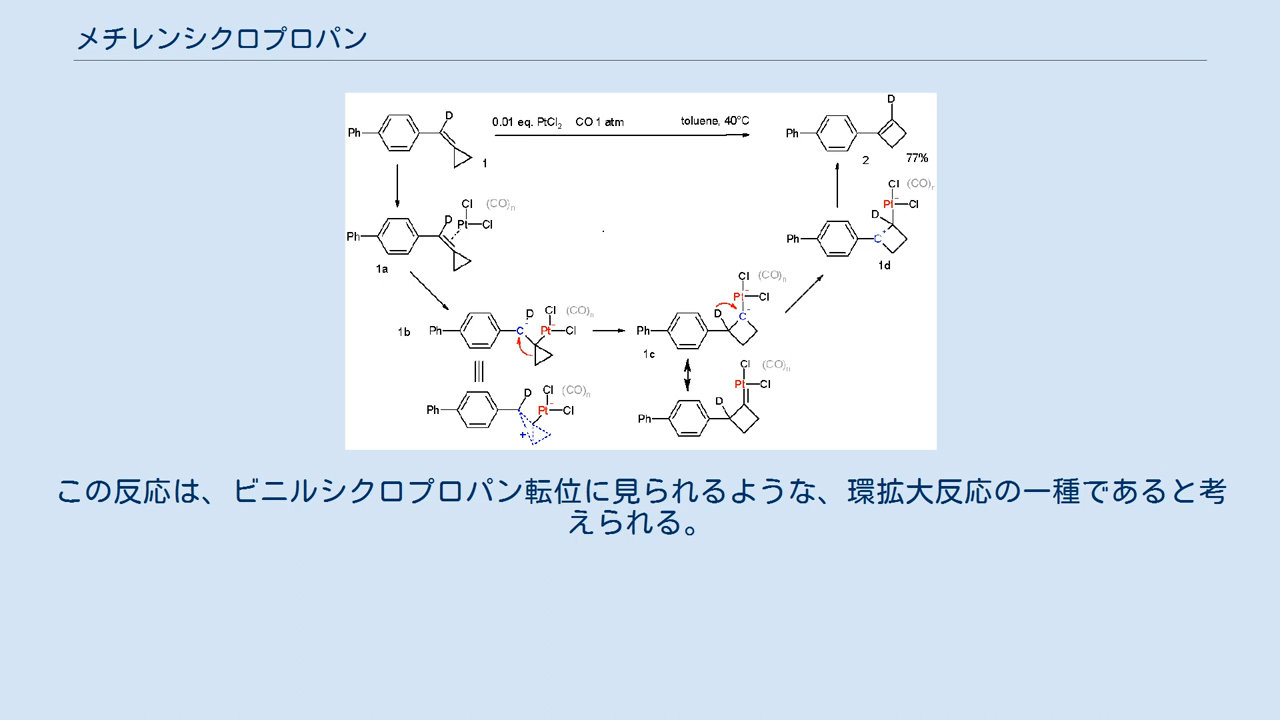 メチレンシクロプロパン
D
0.01 eq. PtCl2 CO 1 atm toluene, 40°C
D
Ph
1
Ph
2
77%
Cl (CO)n
D
Pt Cl
Ph
1a
Cl (CO)n
Pt- Cl
D
Ph
C+
1d
1b
Ph
C
D
Cl (CO)n
Pt- Cl
Cl (CO)n
Pt- Cl
D
C
Ph
1c
Ph
D
Cl (CO)n
Pt- Cl
+
Cl (CO)n
Pt Cl
D
Ph
この反応は、ビニルシクロプロパン転位に見られるような、環拡大反応の一種であると考
えられる。